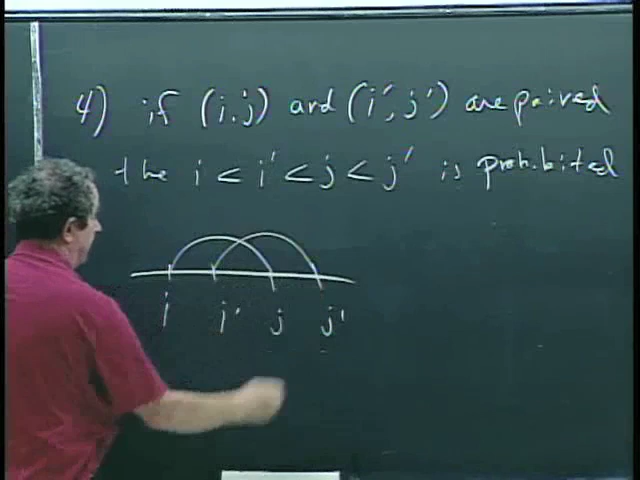 4) if (i.j) and (i',j') are paired
the i < i' < j < j' is prohibited
i i' j j'